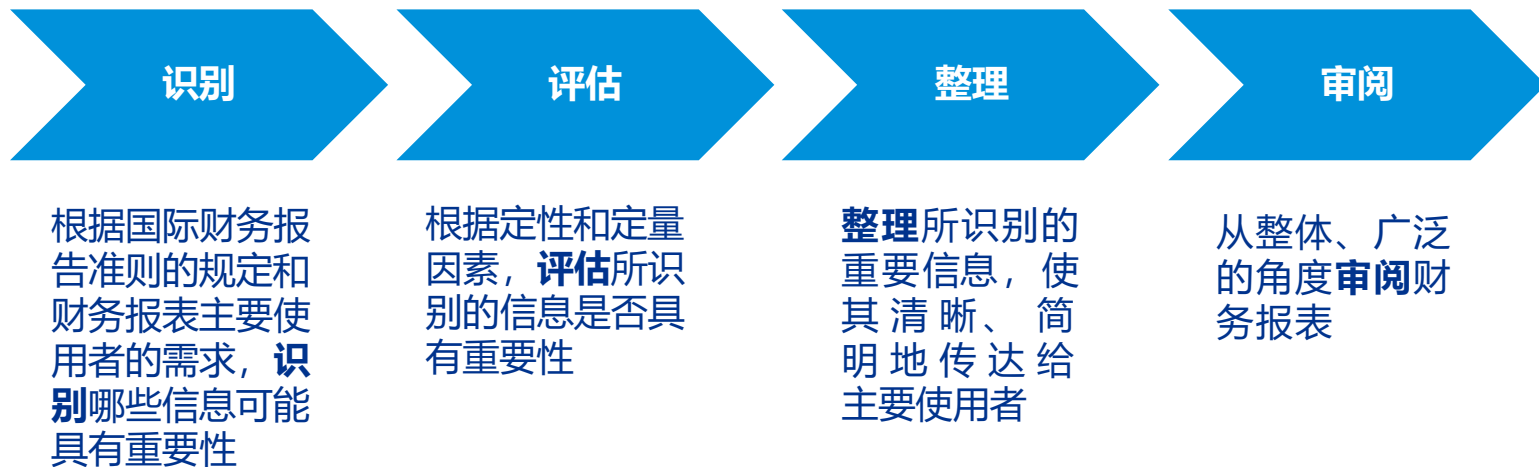 识别
评估
整理
审阅
根据国际财务报
告准则的规定和
财务报表主要使
用者的需求，识
别哪些信息可能
具有重要性
根据定性和定量
因素，评估所识
别的信息是否具
有重要性
整理所识别的
重要信息，使
其清晰、简
明地传达给
主要使用者
从整体、广泛
的角度审阅财
务报表